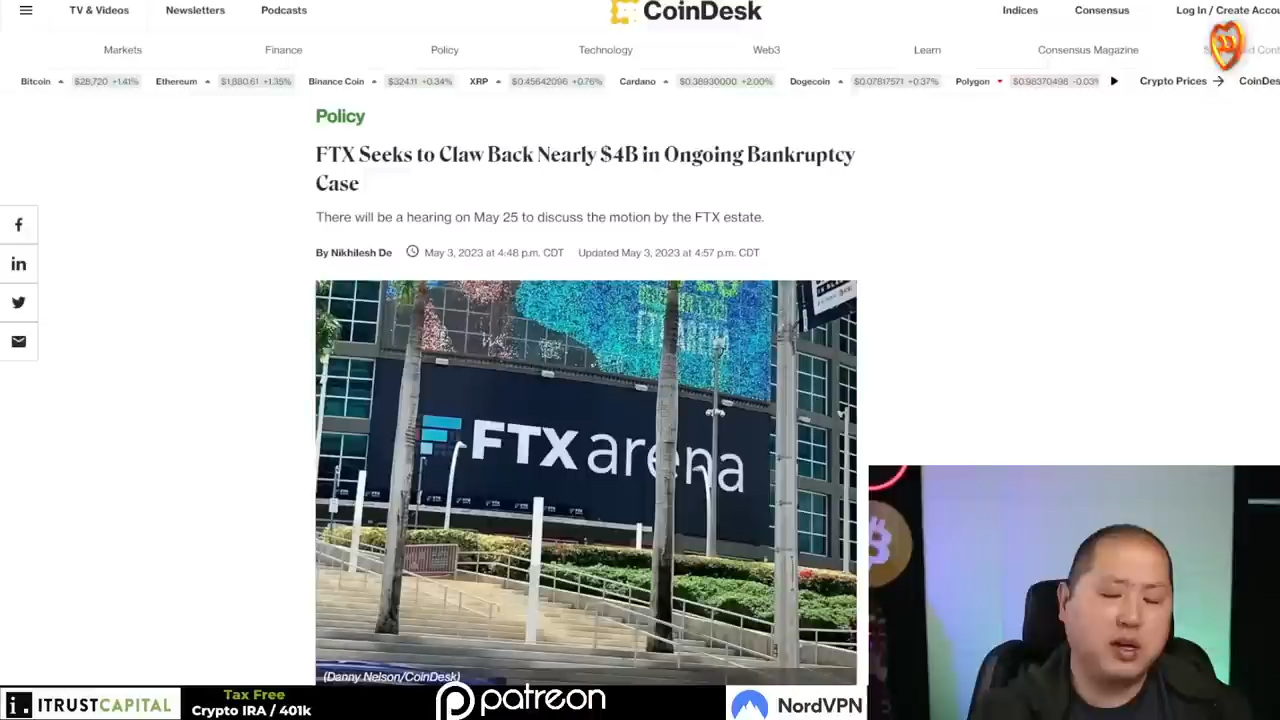 TV & Videos
Newsletters
Podcasts
CoinDesk
Indices
Consensus
Log In / Create Accou
Markets
Finance
Policy
Technology
Web3
Learn
Consensus Magazine
Bitcoin $28,720 +1.41%
Ethereum $1,880.61 +1.35%
Binance Coin $324.11 +0.34%
XRP $0.45642096 +0.76%
Cardano $0.38930000 +2.00%
Dogecoin $0.07817571 +0.37%
Polygon $0.98370498 -0.03%
Crypto Prices
CoinDes
Policy
FTX Seeks to Claw Back Nearly $4B in Ongoing Bankruptcy
Case
There will be a hearing on May 25 to discuss the motion by the FTX estate.
By Nikhilesh De May 3, 2023 at 4:48 p.m. CDT Updated May 3, 2023 at 4:57 p.m. CDT
FTX arena
(Danny Nelson/CoinDesk)
i. ITRUSTCAPITAL
Tax Free
Crypto IRA / 401k
patreon
NordVPN